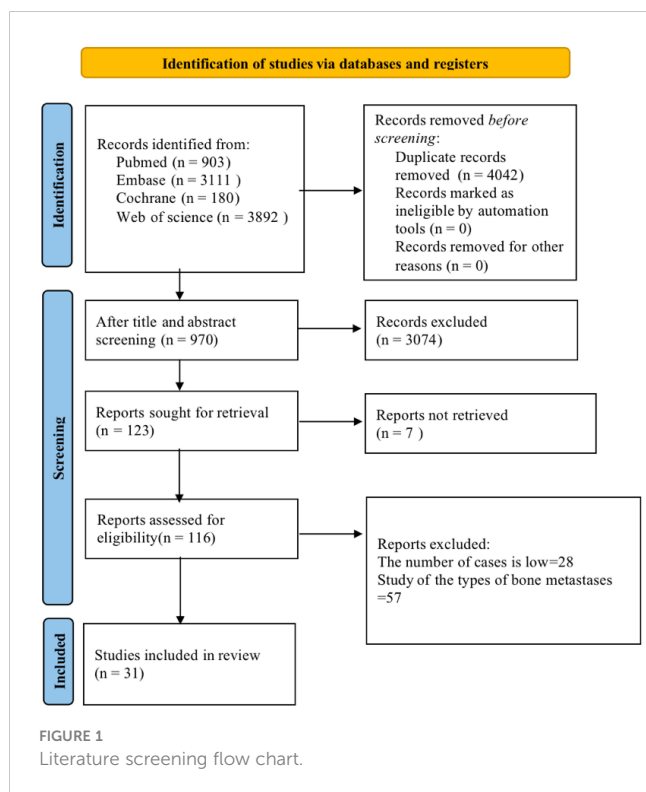 Identification of studies via databases and registers
Identification
Records identified from:
Pubmed (n = 903)
Embase (n = 3111 )
Cochrane (n = 180)
Web of science (n = 3892 )
Records removed before
screening:
Duplicate records
removed (n = 4042)
Records marked as
ineligible by automation
tools (n = 0)
Records removed for other
reasons (n = 0)
Screening
After title and abstract
screening (n = 970)
Records excluded
(n = 3074)
Reports sought for retrieval
(n = 123)
Reports not retrieved
(n = 7 )
Reports assessed for
eligibility(n = 116)
Reports excluded:
The number of cases is low=28
Study of the types of bone metastases
=57
Included
Studies included in review
(n = 31)
FIGURE 1
Literature screening flow chart.